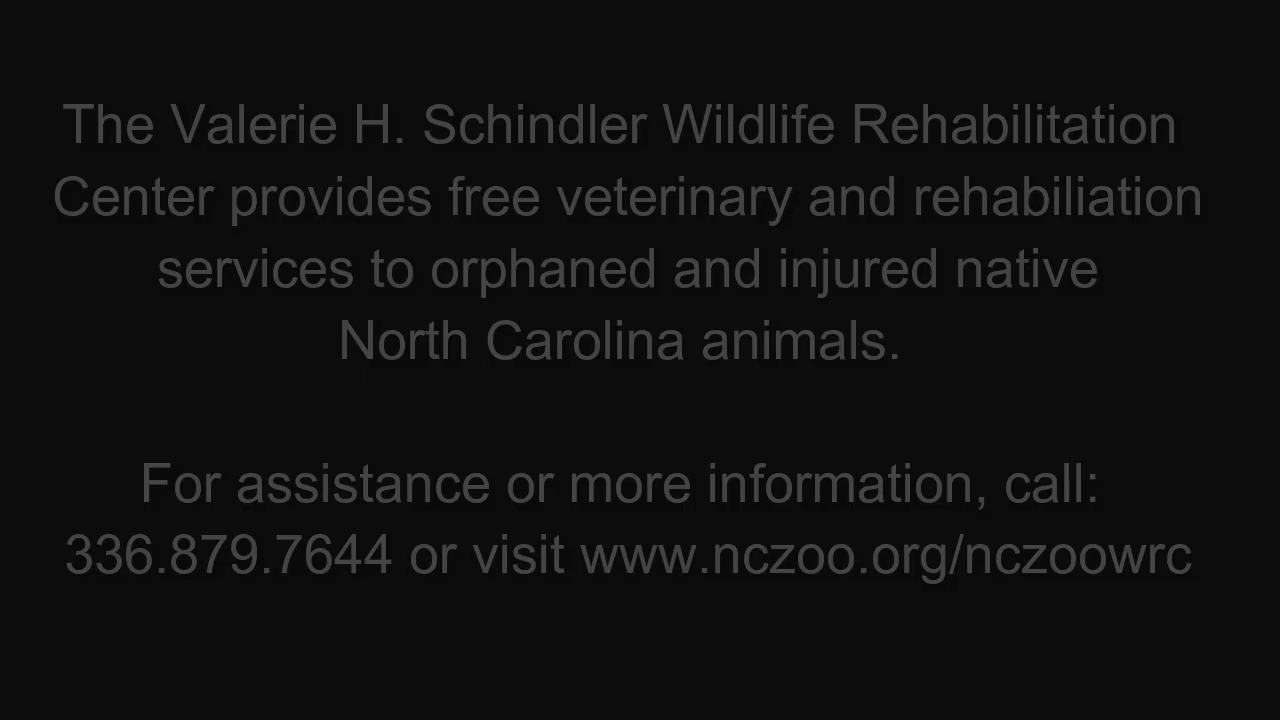 The Valerie H. Schindler Wildlife Rehabilitation
Center provides free veterinary and rehabiliation
services to orphaned and injured native
North Carolina animals.
For assistance or more information, call:
336.879.7644 or visit www.nczoo.org/nczoowrc